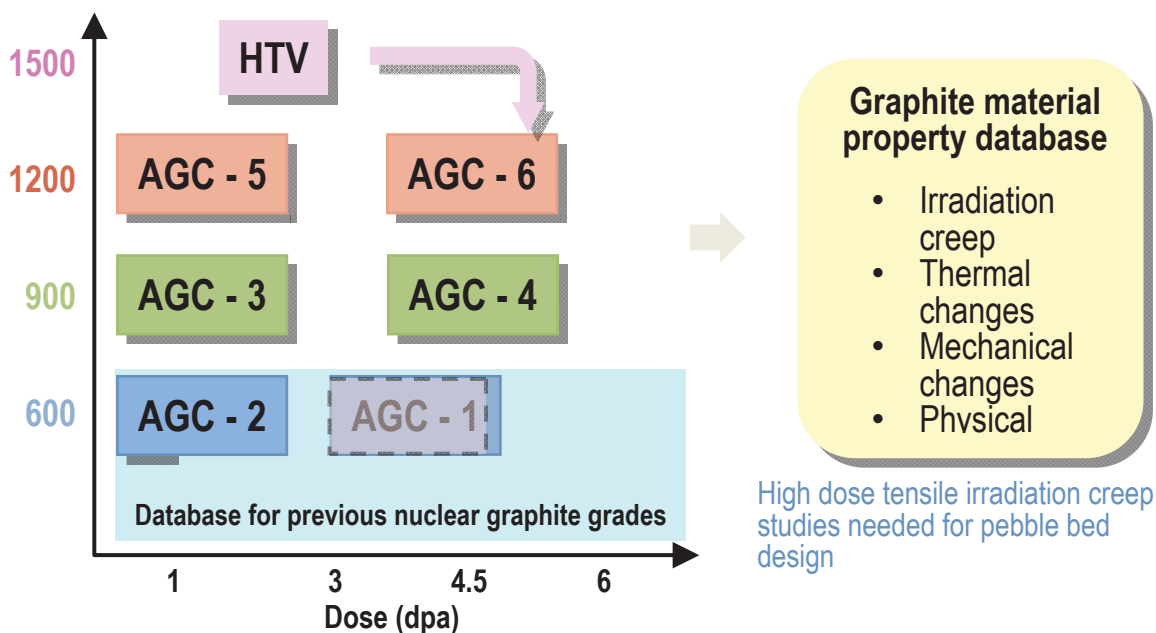 1500
HTV
1200
AGC - 5
AGC - 6
900
AGC - 3
AGC - 4
600
AGC - 2
AGC - 1
Database for previous nuclear graphite grades
1
3
4.5
6
Dose (dpa)
Graphite material
property database
• Irradiation
creep
• Thermal
changes
• Mechanical
changes
• Physical
High dose tensile irradiation creep
studies needed for pebble bed
design